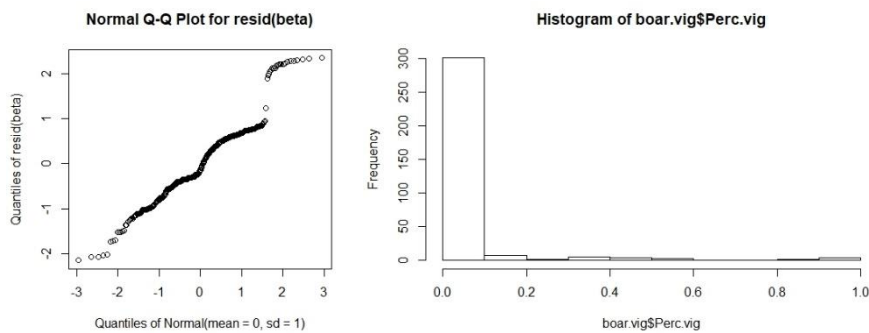 Normal Q-Q Plot for resid(beta)
Quantiles of resid(beta)
2
1
0
-1
-2
-3 -2 -1 0 1 2 3
Quantiles of Normal(mean = 0, sd = 1)
Histogram of boar.vig$Perc.vig
Frequency
300
250
200
150
100
50
0
0.0 0.2 0.4 0.6 0.8 1.0
boar.vig$Perc.vig